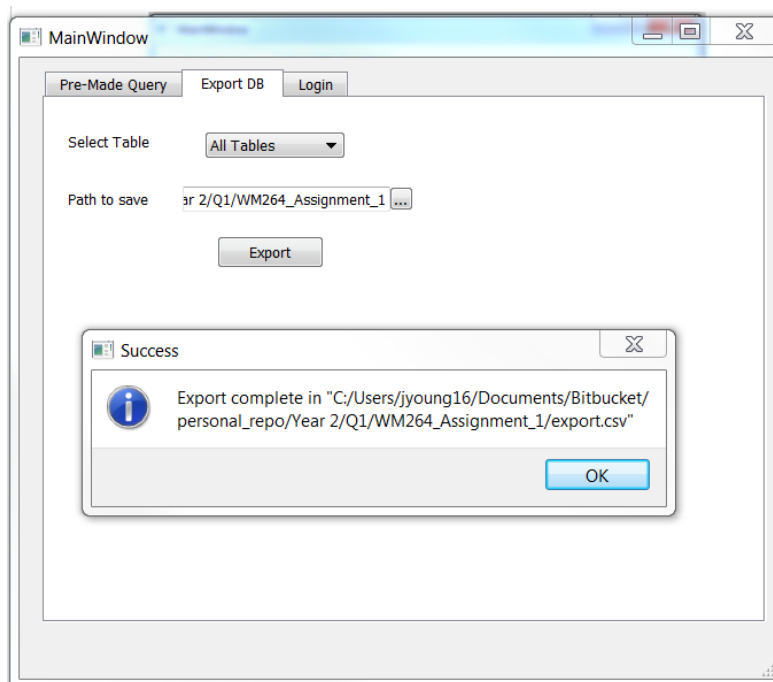 MainWindow
Pre-Made Query
Export DB
Login
Select Table
All Tables
Path to save
ar 2/Q1/WM264_Assignment_1
...
Export
Success
Export complete in "C:/Users/jyoung16/Documents/Bitbucket/
personal_repo/Year 2/Q1/WM264_Assignment_1/export.csv"
OK